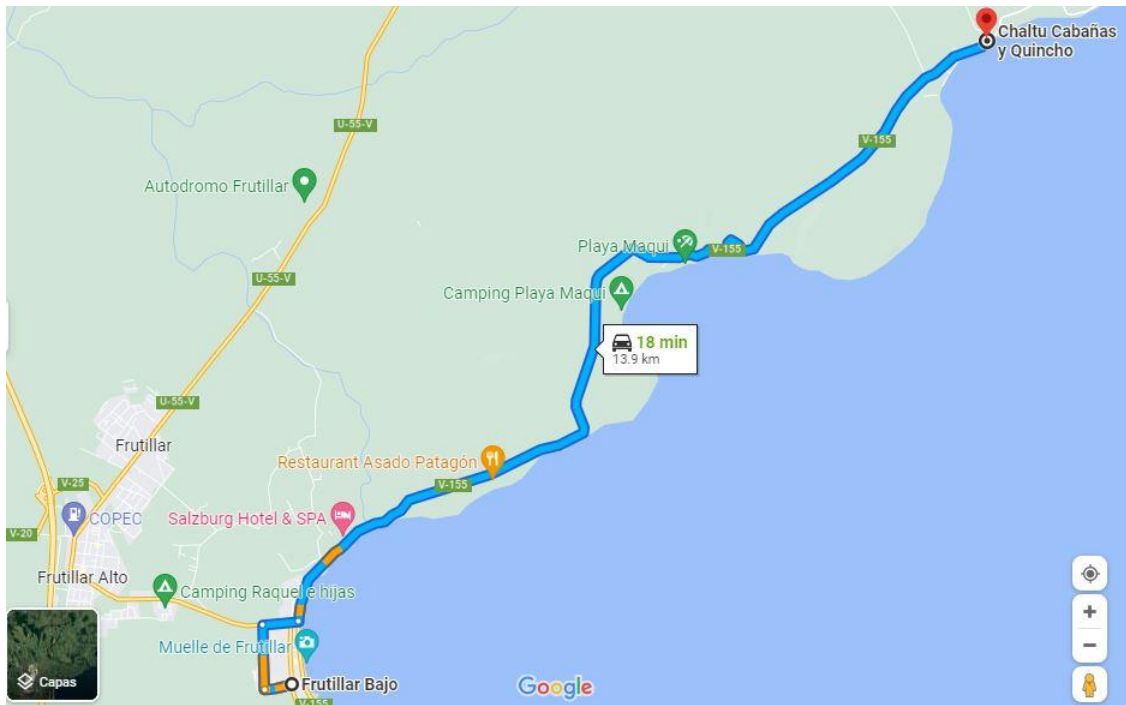 Chaltu Cabañas
y Quincho
U-55-V
V-155
Autodromo Frutillar
Playa Maqui
V-155
U-55-V
Camping Playa Maqui
18 min
13.9 km
U-55-V
Frutillar
Restaurant Asado Patagón
V-25
V-155
COPEC
Salzburg Hotel & SPA
V-20
Frutillar Alto
Camping Raquel e hijas
Muelle de Frutillar
Capas
Frutillar Bajo
Google
V-155